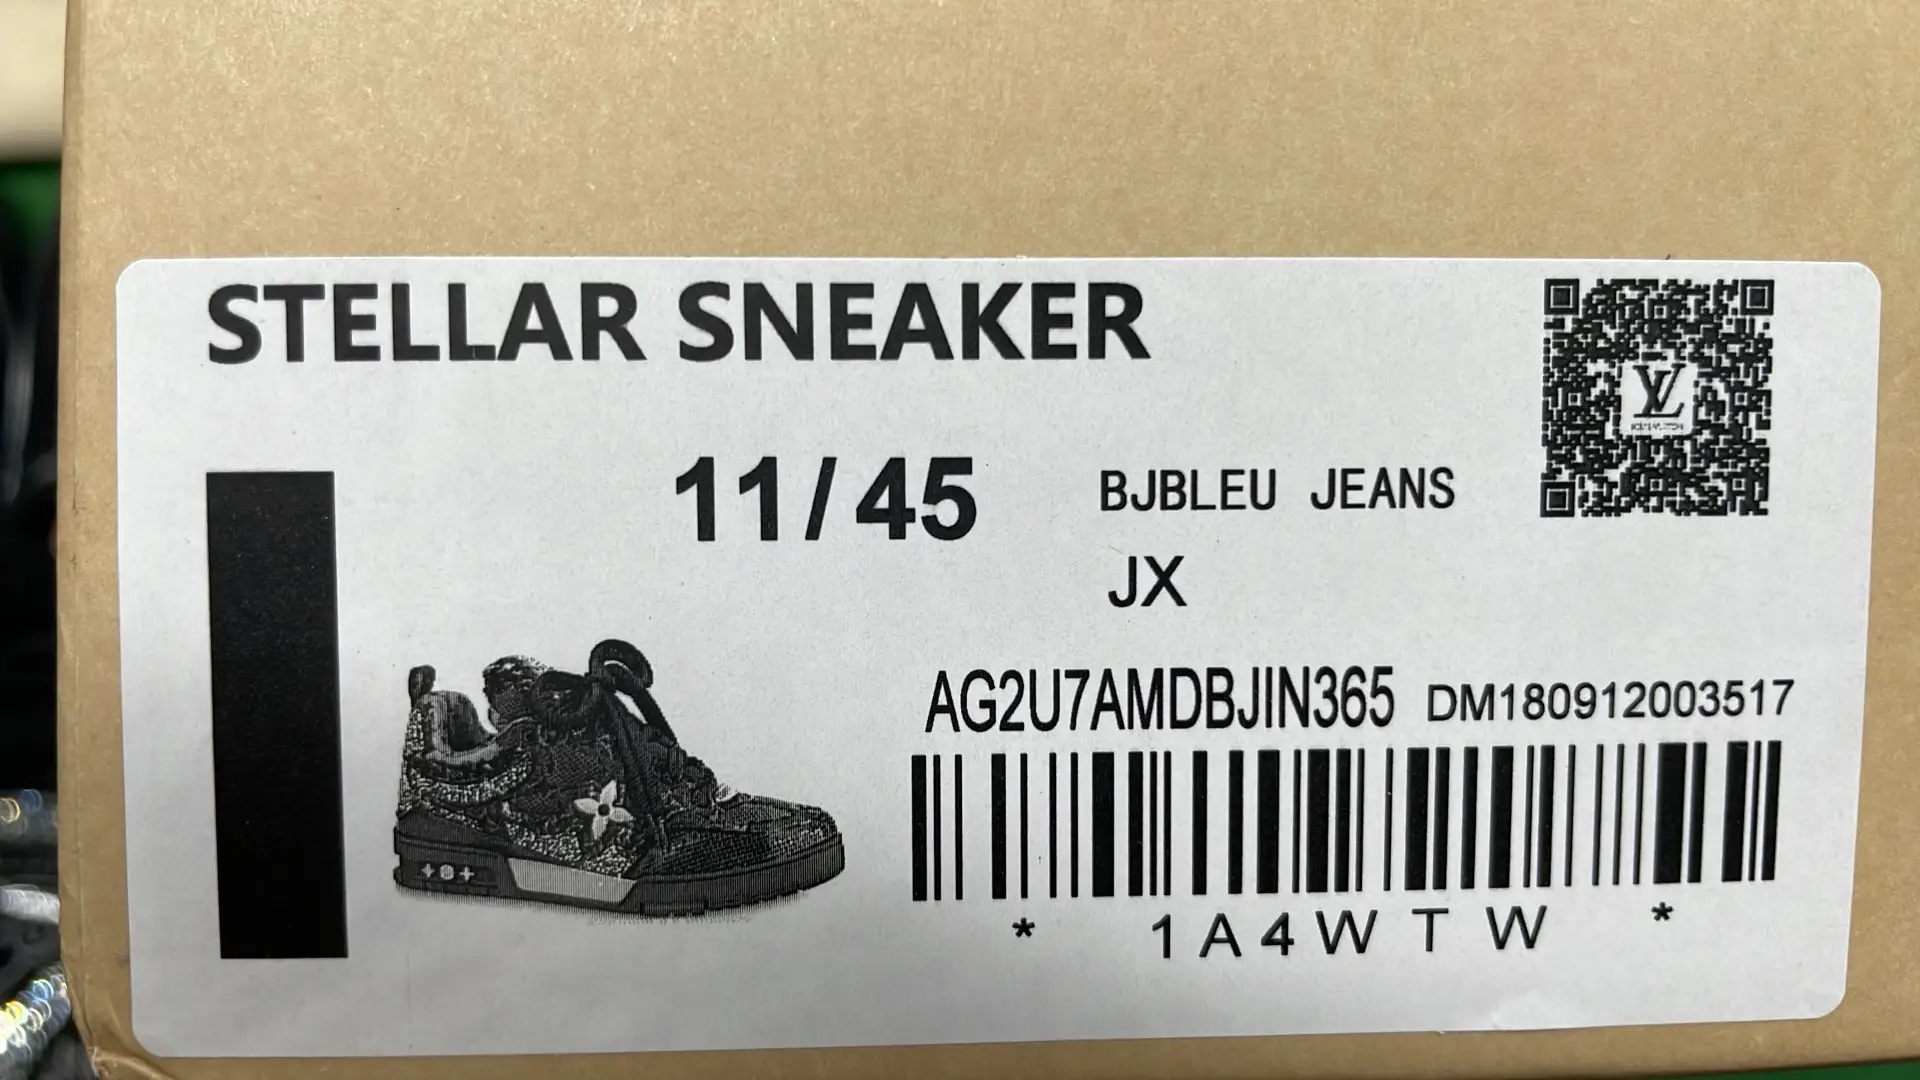 STELLAR SNEAKER
LV
11/45
BJBLEU JEANS
JX
AG2U7AMDBJIN365 DM180912003517
* 1A4WTW *